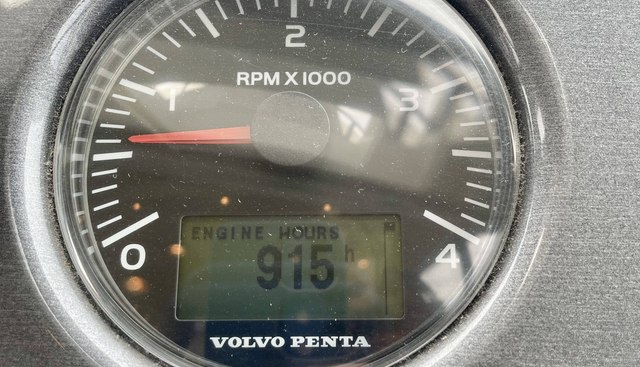 2
RPM X 1000
1
3
ENGINE HOURS
915 h
0
4
VOLVO PENTA